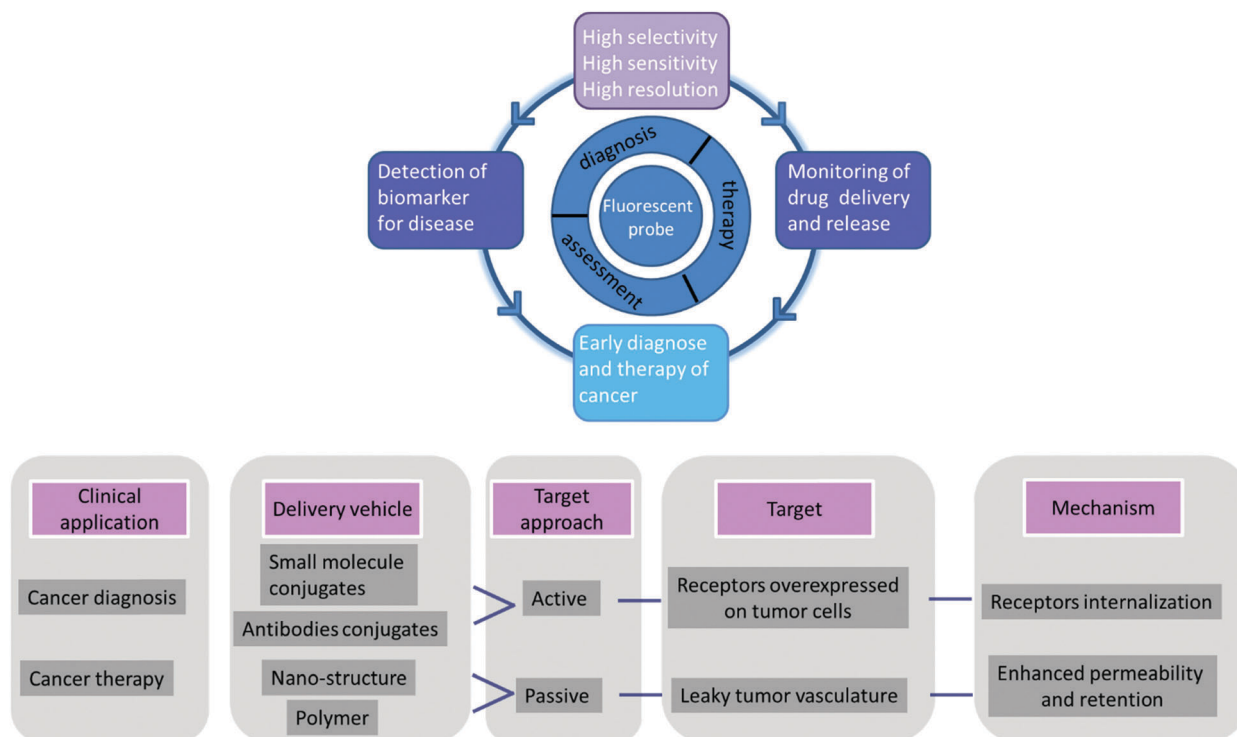 High selectivity
High sensitivity
High resolution
Detection of
biomarker
for disease
diagnosis
therapy
assessment
Fluorescent
probe
Monitoring of
drug delivery
and release
Early diagnose
and therapy of
cancer
Clinical
application
Cancer diagnosis
Cancer therapy
Delivery vehicle
Small molecule
conjugates
Antibodies conjugates
Nano-structure
Polymer
Target
approach
Active
Passive
Target
Receptors overexpressed
on tumor cells
Leaky tumor vasculature
Mechanism
Receptors internalization
Enhanced permeability
and retention